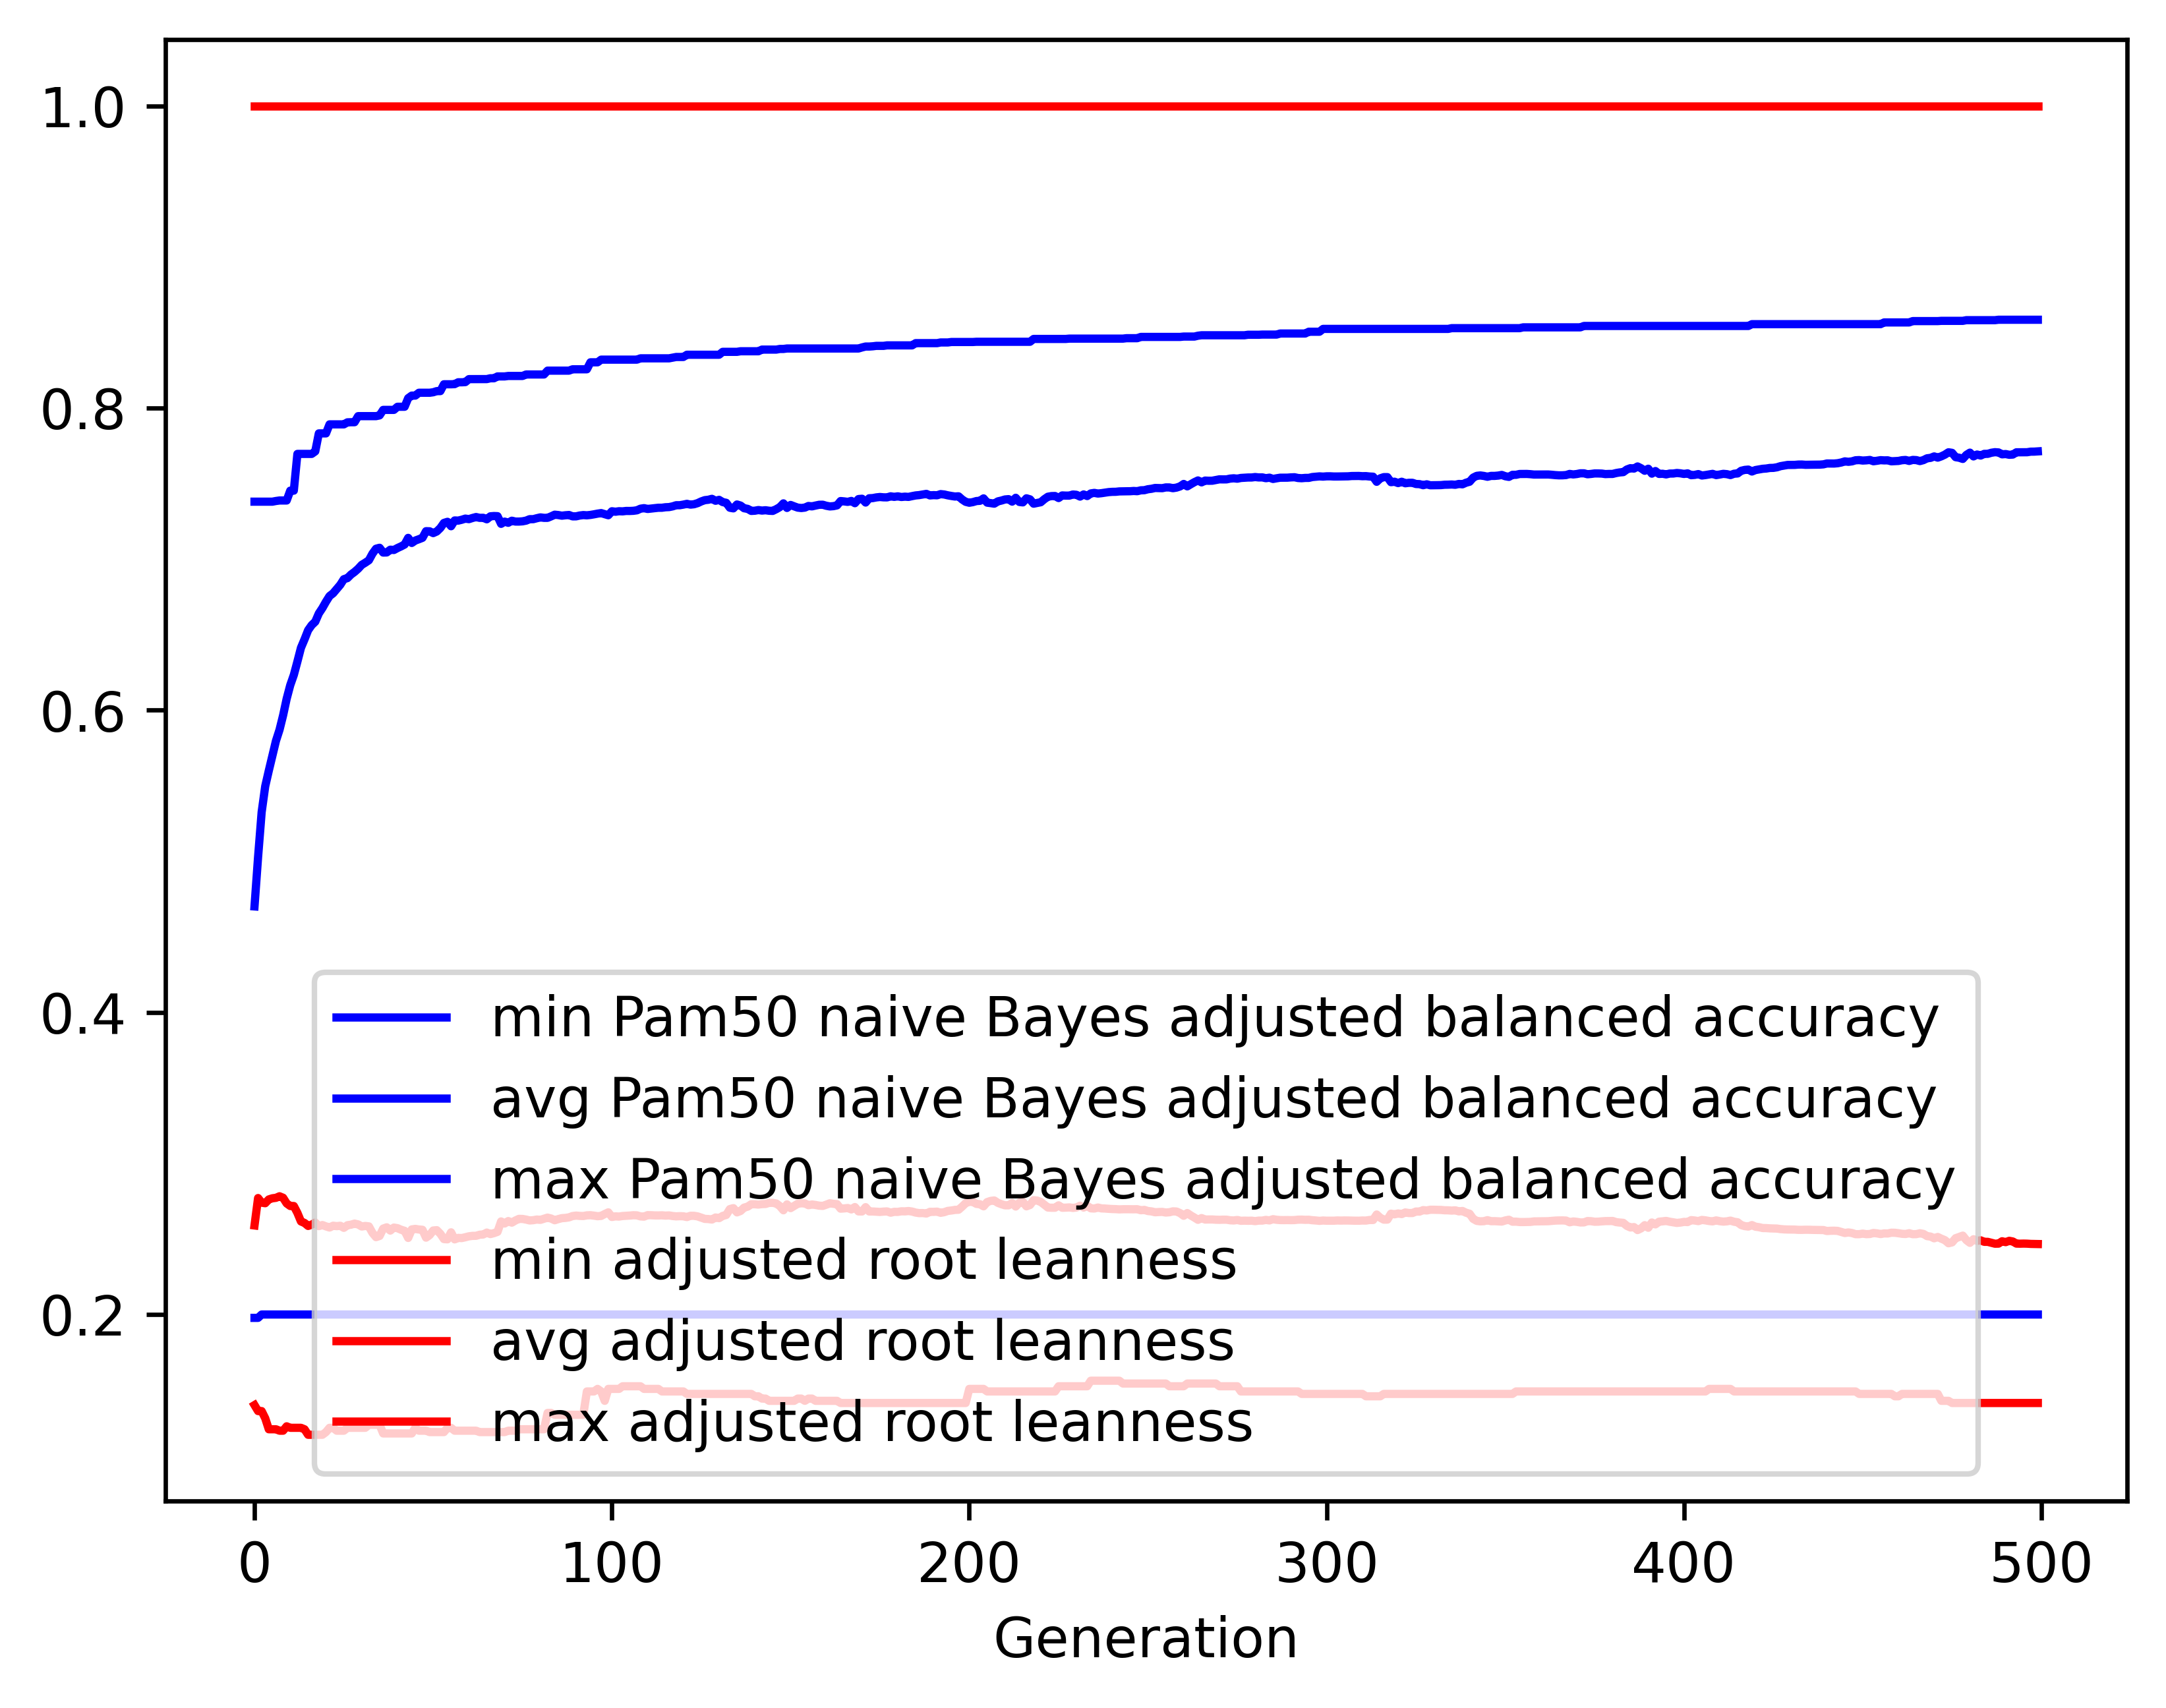 1.0
0.8
0.6
0.4
0.2
min Pam50 naive Bayes adjusted balanced accuracy
avg Pam50 naive Bayes adjusted balanced accuracy
max Pam50 naive Bayes adjusted balanced accuracy
min adjusted root leanness
avg adjusted root leanness
max adjusted root leanness
0 100 200 300 400 500
Generation